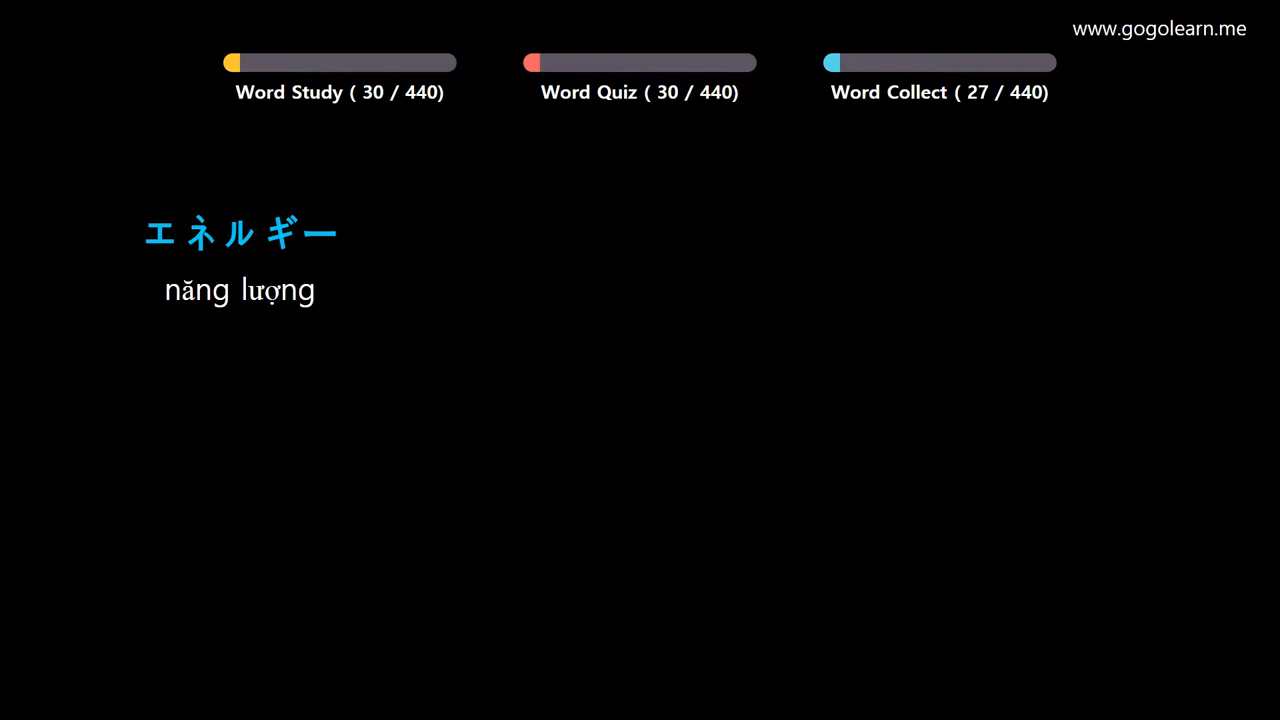 www.gogolearn.me
Word Study ( 30 / 440)
Word Quiz ( 30 / 440)
Word Collect ( 27 / 440)
エネルギー
năng lượng